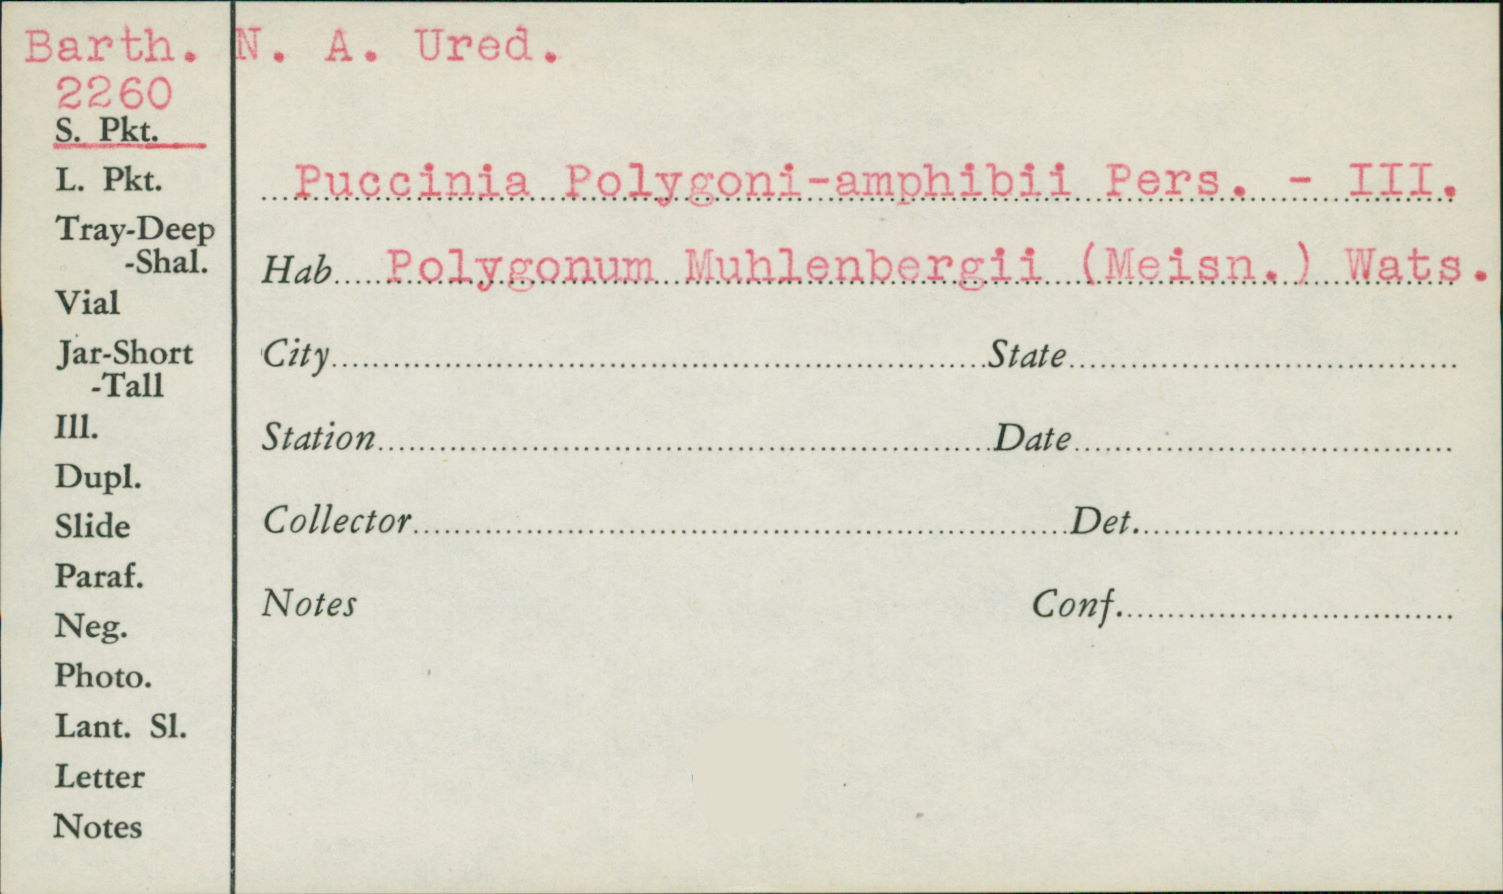 Barth. N. A. Ured.
2260
S. Pkt.
L. Pkt.
Tray-Deep
-Shal.
Vial
Jar-Short
-Tall
Ill.
Dupl.
Slide
Paraf.
Neg.
Photo.
Lant. Sl.
Letter
Notes
Puccinia Polygoni-amphibii Pers. - III.
Hab. Polygonum Muhlenbergii (Meisn.) Wats.
City State
Station Date
Collector Det.
Notes Conf.